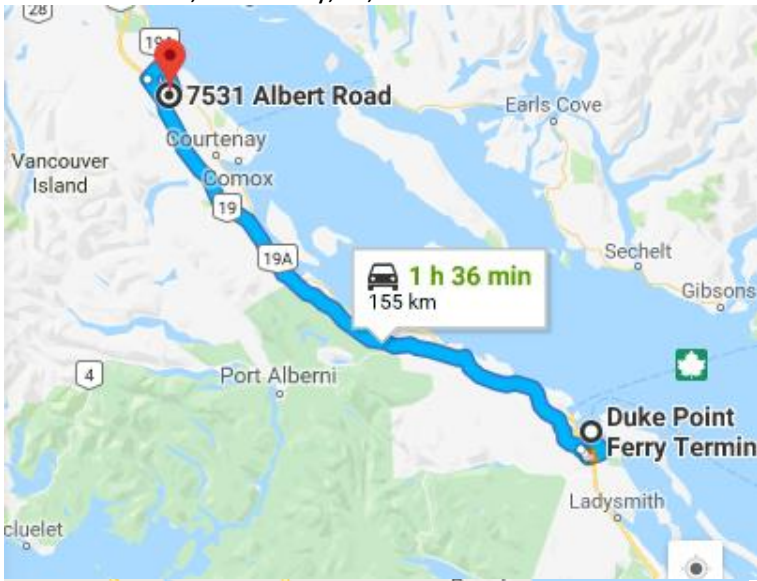 28
19A
7531 Albert Road
Earls Cove
Courtenay
Vancouver
Island
Comox
19
19A
1 h 36 min
155 km
Sechelt
Gibsons
4
Port Alberni
Duke Point
Ferry Termin
Ladysmith
cluelet